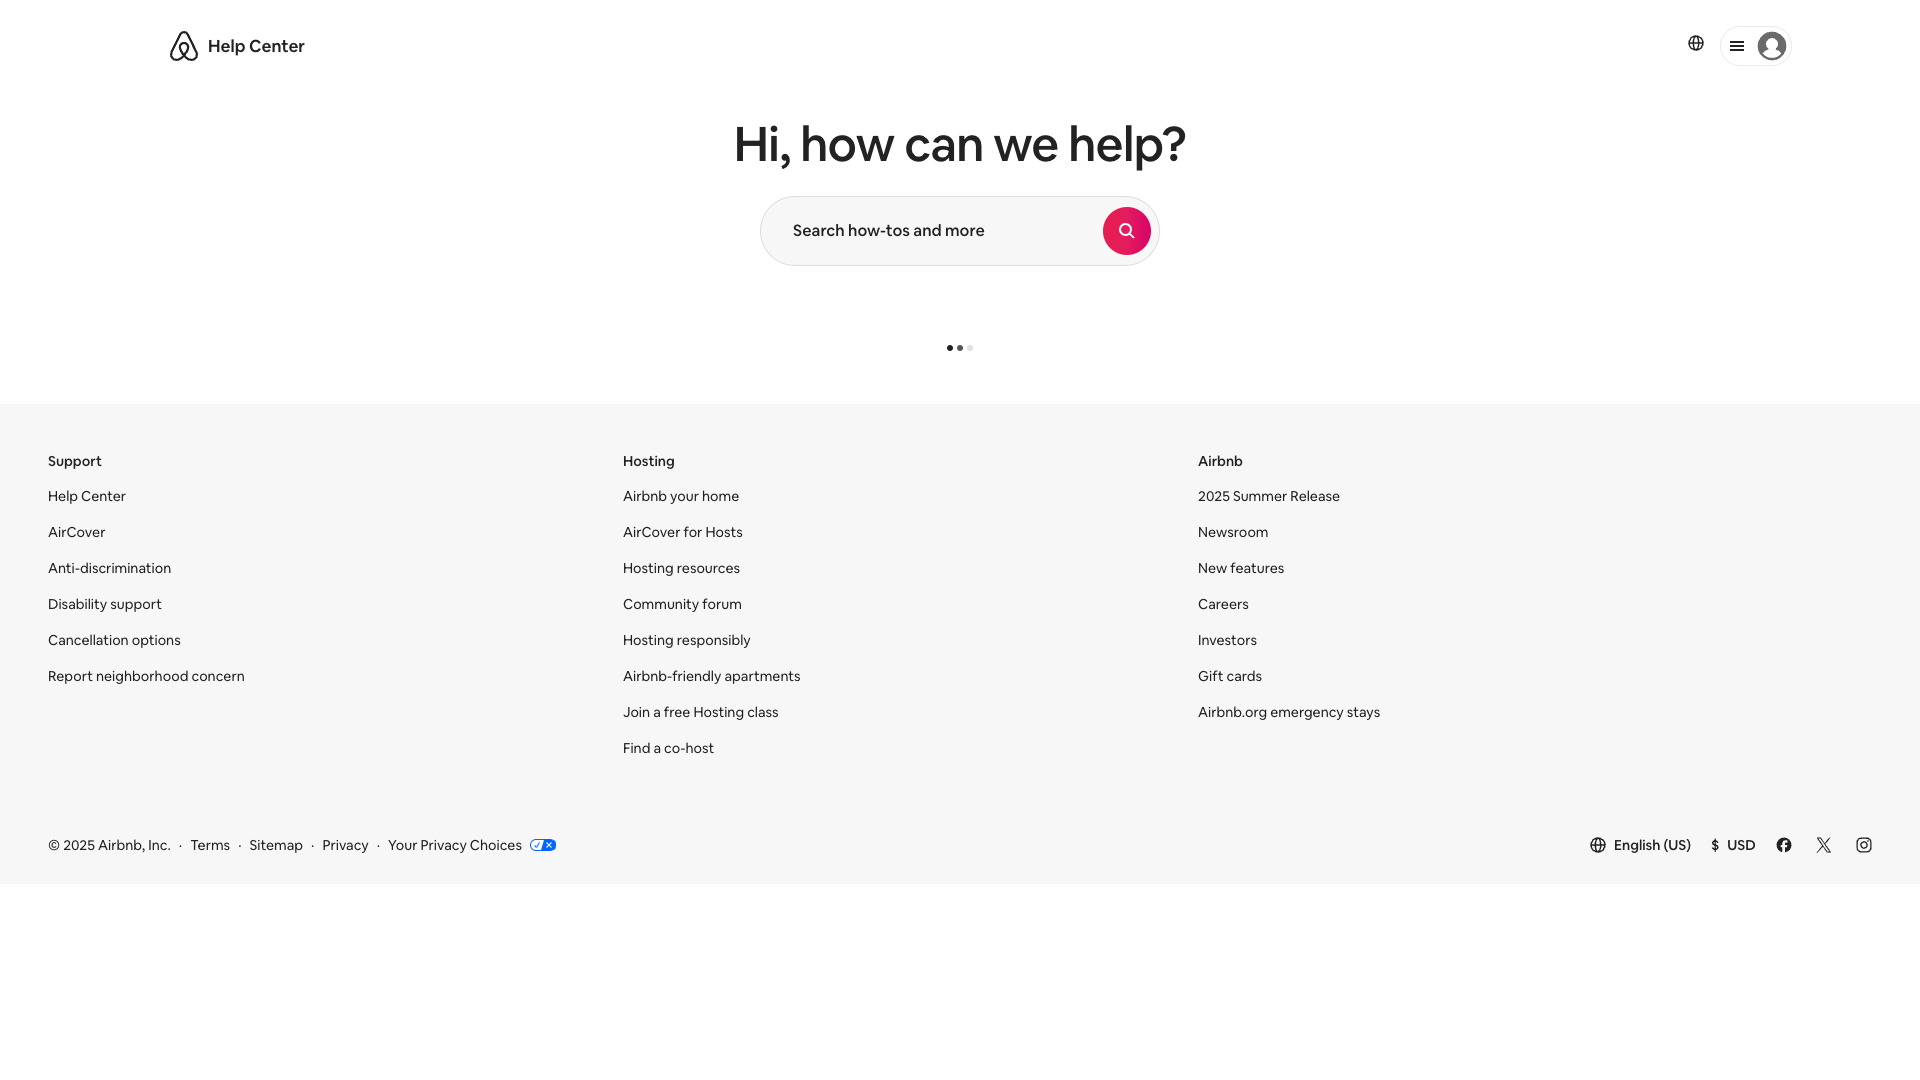 Help Center
Hi, how can we help?
Search how-tos and more
Support
Help Center
AirCover
Anti-discrimination
Disability support
Cancellation options
Report neighborhood concern
Hosting
Airbnb your home
AirCover for Hosts
Hosting resources
Community forum
Hosting responsibly
Airbnb-friendly apartments
Join a free Hosting class
Find a co-host
Airbnb
2025 Summer Release
Newsroom
New features
Careers
Investors
Gift cards
Airbnb.org emergency stays
© 2025 Airbnb, Inc. · Terms · Sitemap · Privacy · Your Privacy Choices
English (US) $ USD